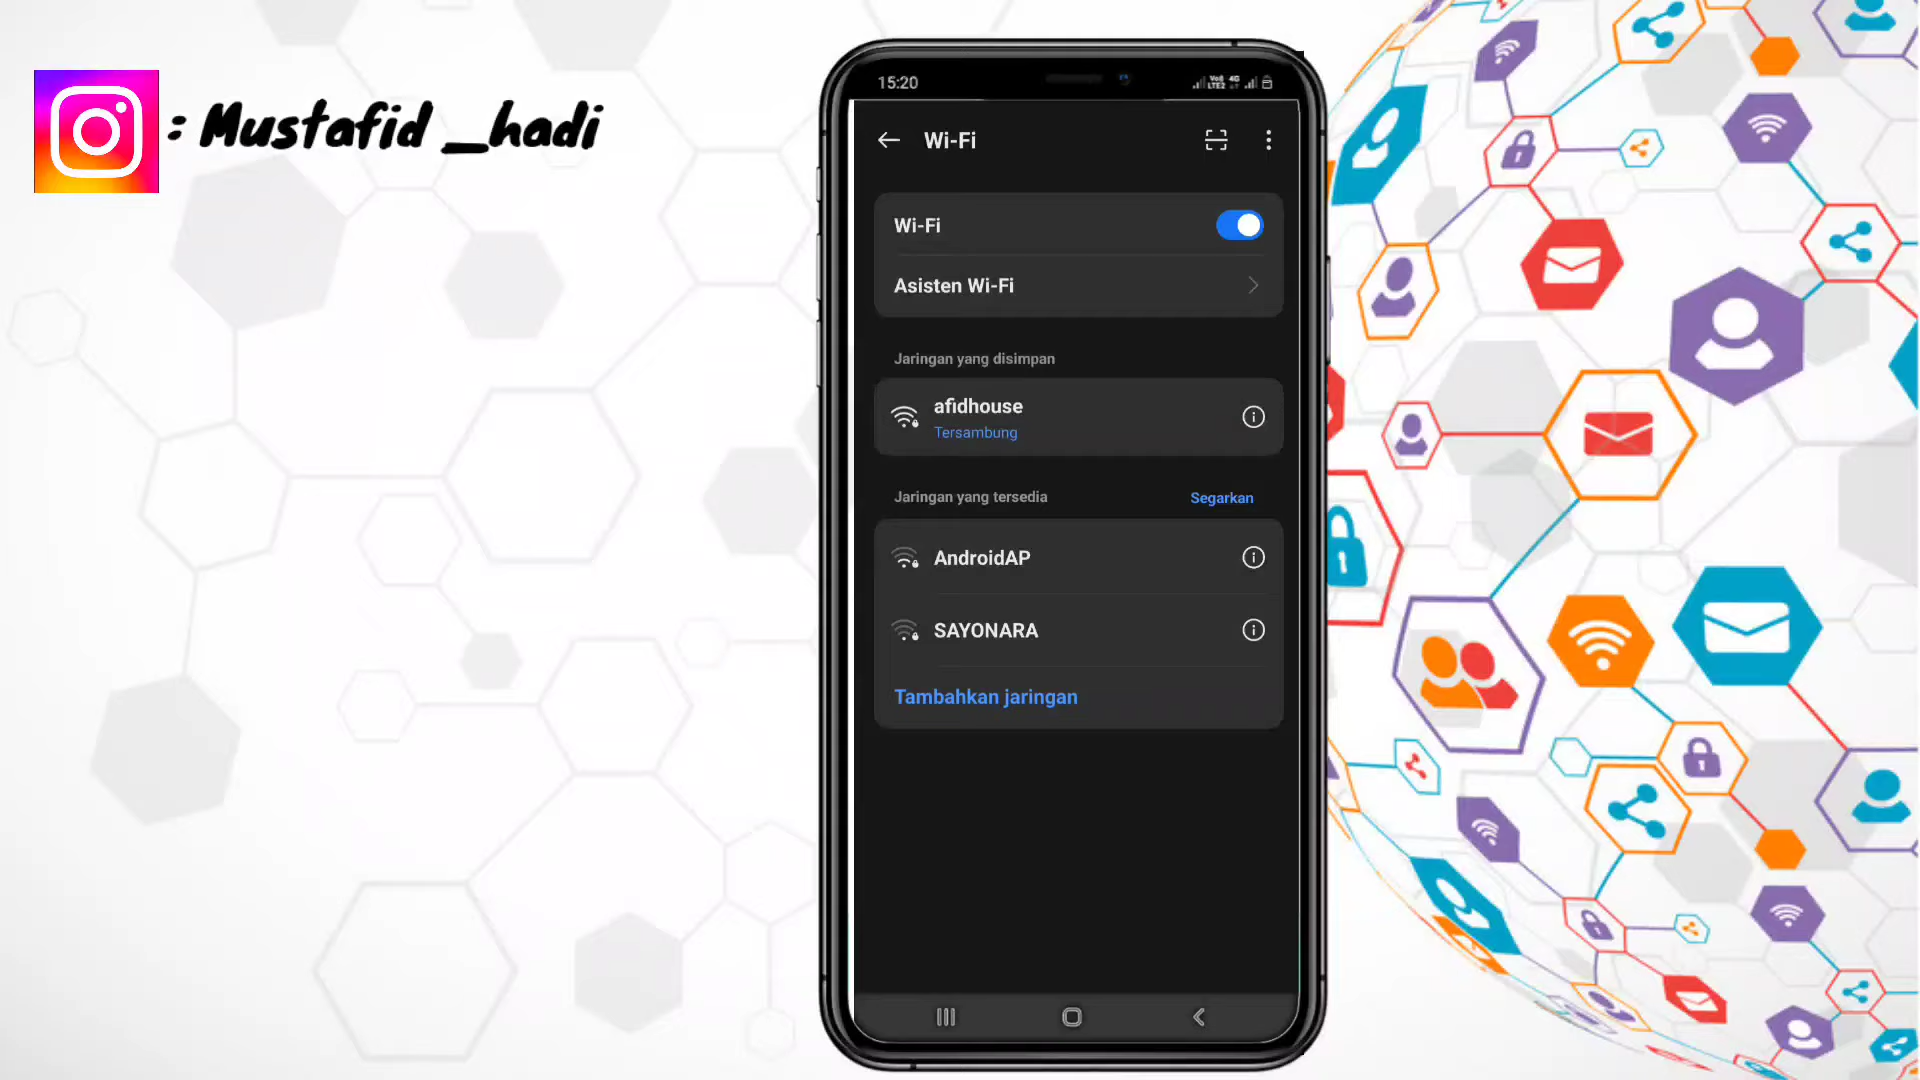 : Mustafid _hadi
15:20
Wi-Fi
Wi-Fi
Asisten Wi-Fi
Jaringan yang disimpan
afidhouse
Tersambung
Jaringan yang tersedia
Segarkan
AndroidAP
SAYONARA
Tambahkan jaringan